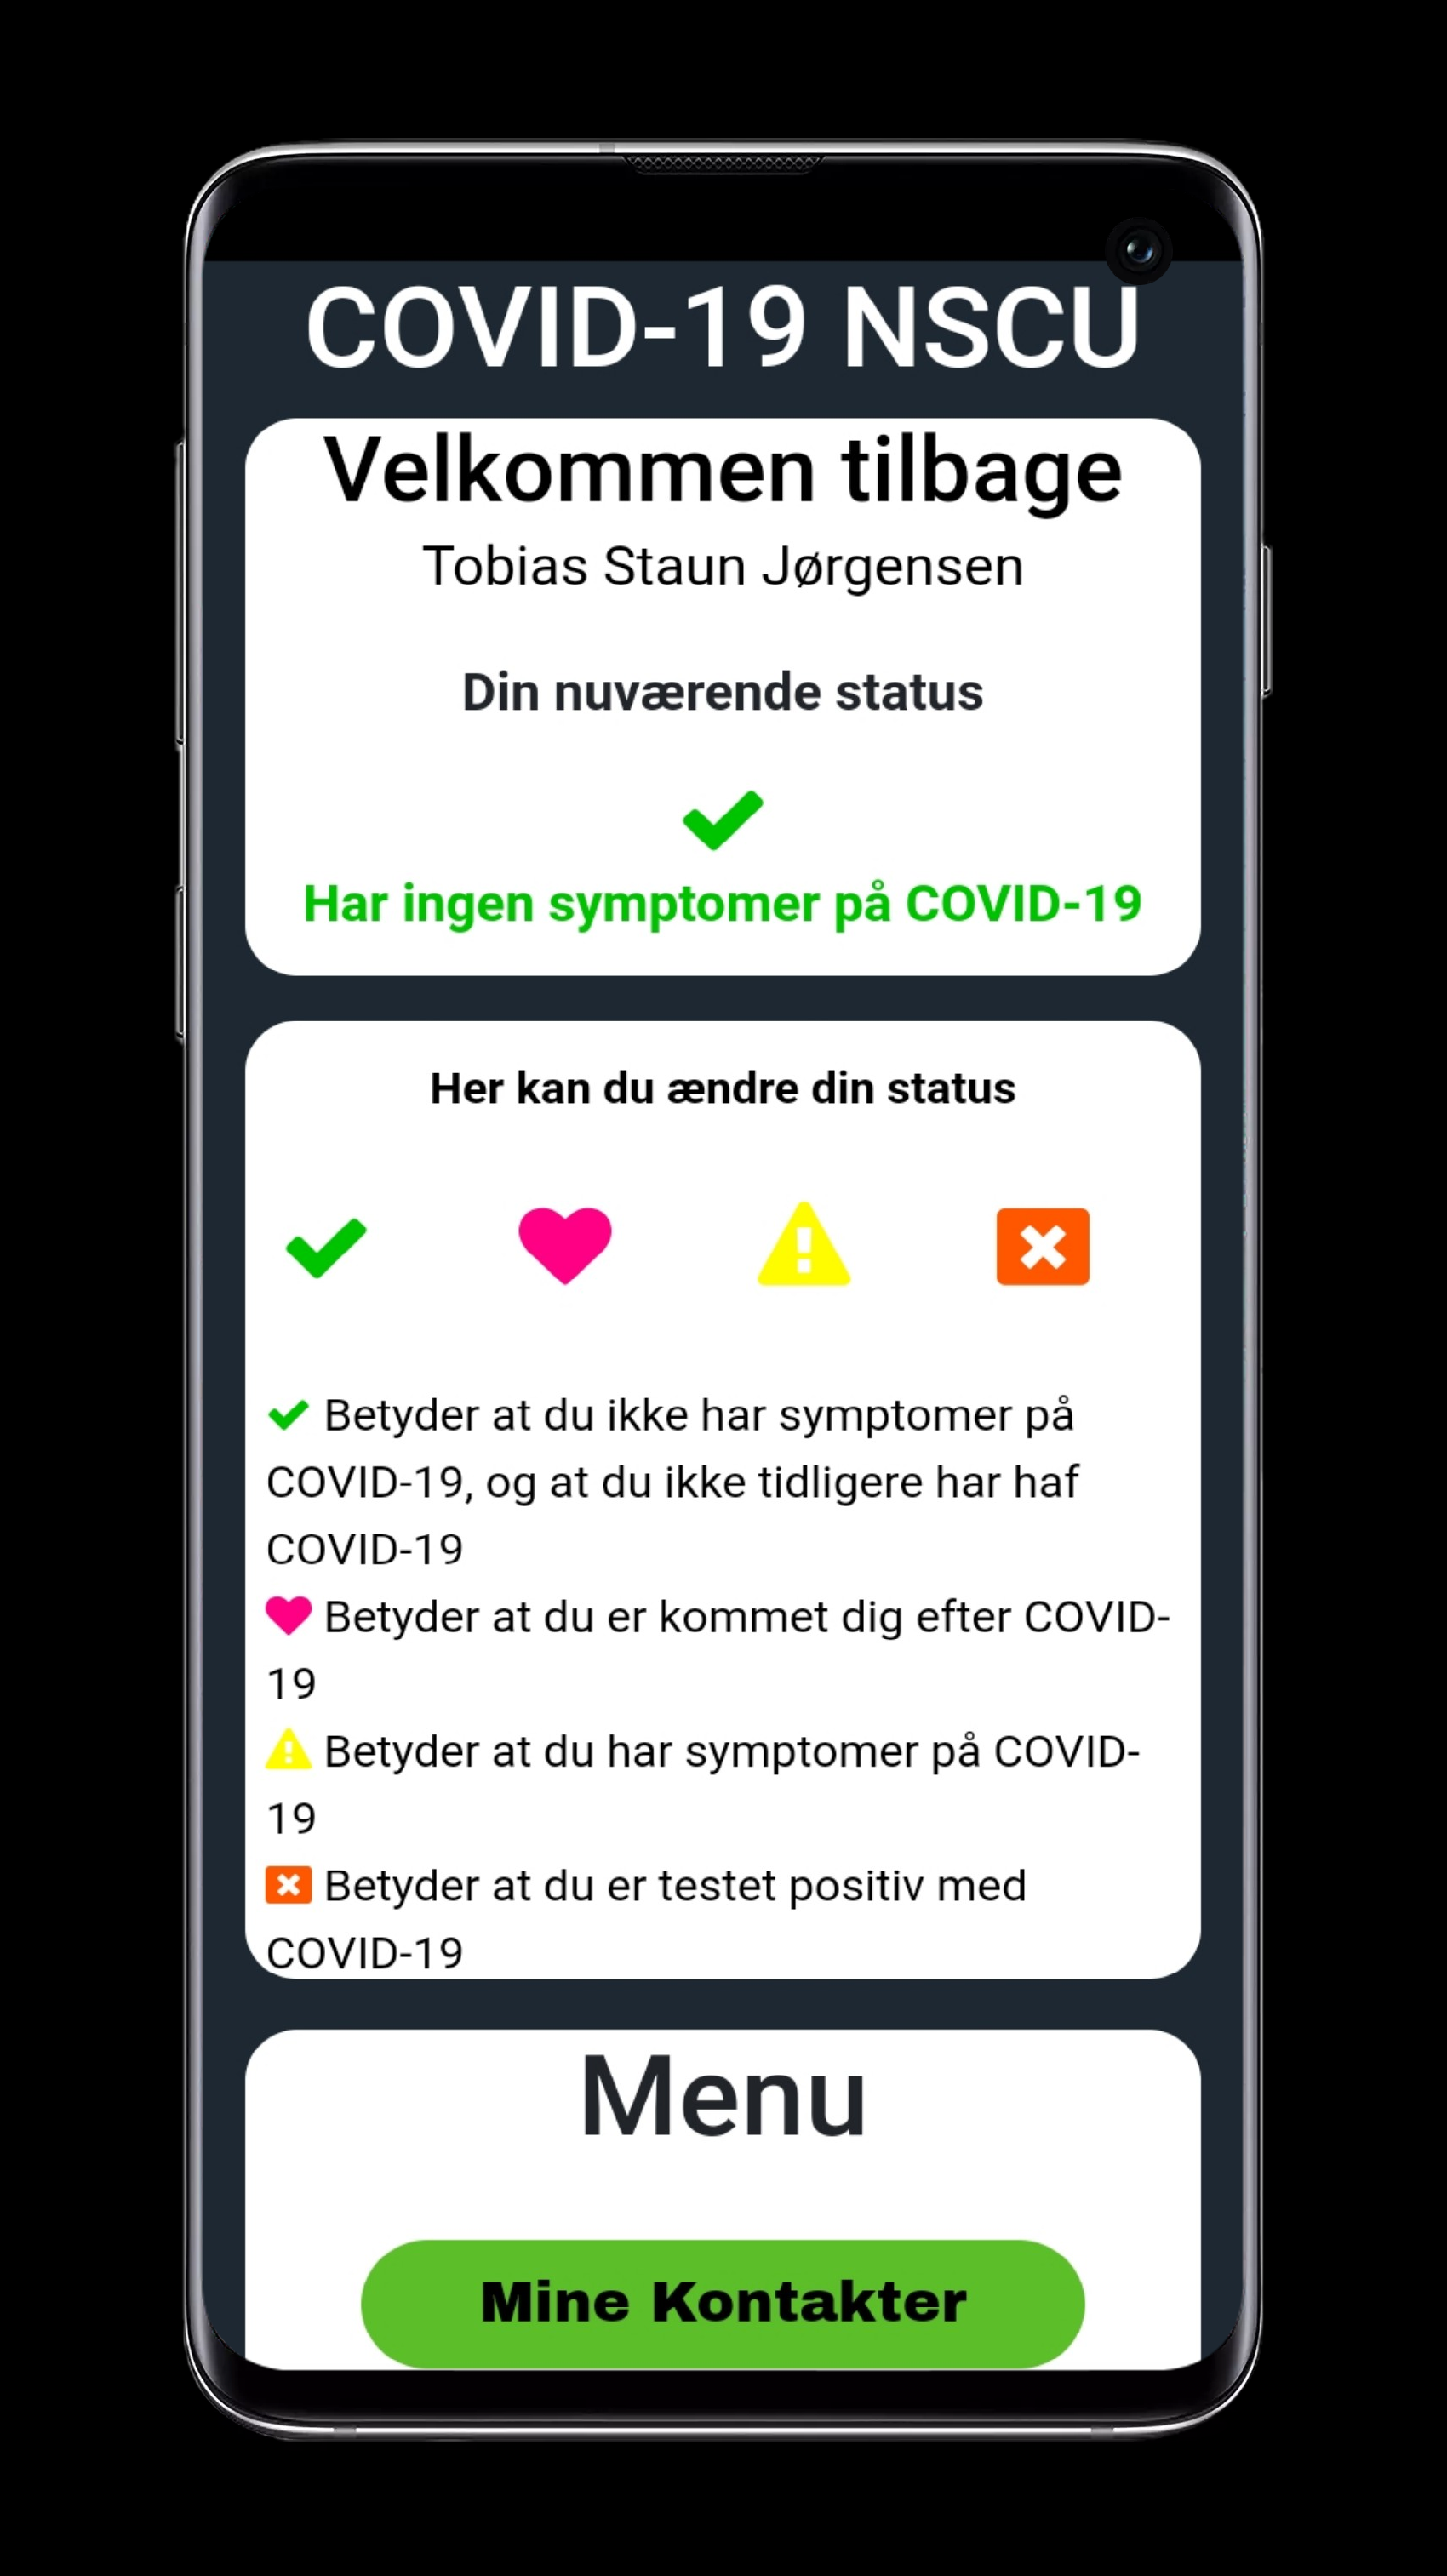 COVID-19 NSCU
Velkommen tilbage
Tobias Staun Jørgensen
Din nuværende status
Har ingen symptomer på COVID-19
Her kan du ændre din status
Betyder at du ikke har symptomer på
COVID-19, og at du ikke tidligere har haf
COVID-19
Betyder at du er kommet dig efter COVID-
19
Betyder at du har symptomer på COVID-
19
Betyder at du er testet positiv med
COVID-19
Menu
Mine Kontakter